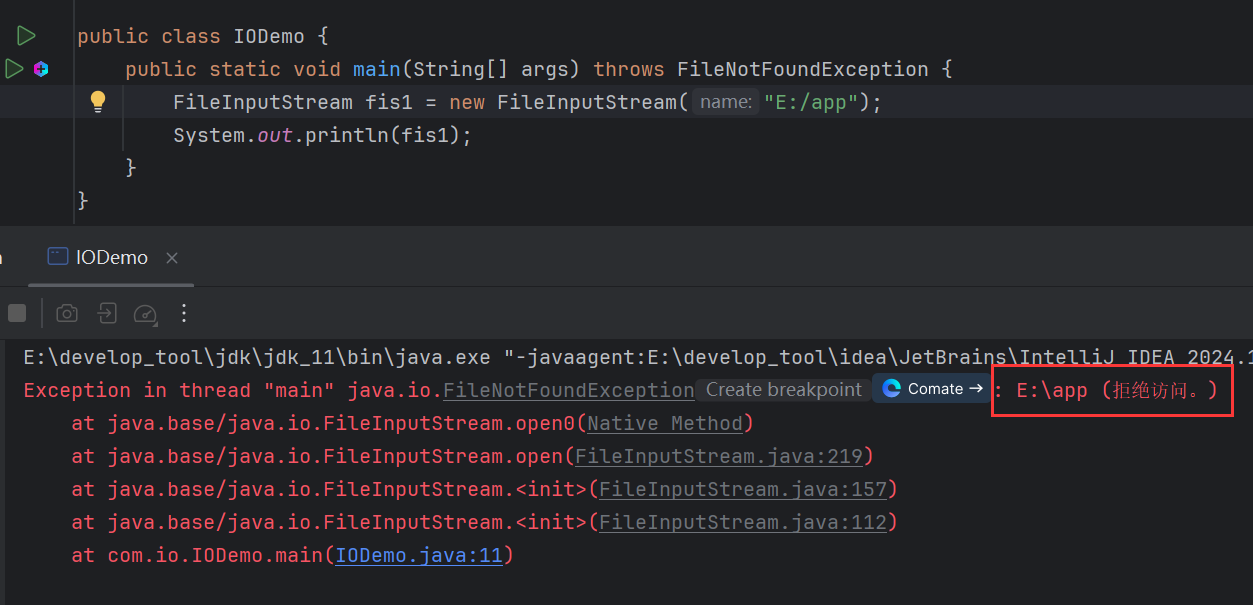 public class IODemo {
public static void main(String[] args) throws FileNotFoundException {
FileInputStream fis1 = new FileInputStream( name: "E:/app");
System.out.println(fis1);
}
}
IODemo ×
E:\develop_tool\jdk\jdk_11\bin\java.exe "-javaagent:E:\develop_tool\idea\JetBrains\IntelliJ IDEA 2024.1
Exception in thread "main" java.io.FileNotFoundException Create breakpoint Comate → : E:\app (拒绝访问。)
at java.base/java.io.FileInputStream.open0(Native Method)
at java.base/java.io.FileInputStream.open(FileInputStream.java:219)
at java.base/java.io.FileInputStream.<init>(FileInputStream.java:157)
at java.base/java.io.FileInputStream.<init>(FileInputStream.java:112)
at com.io.IODemo.main(IODemo.java:11)